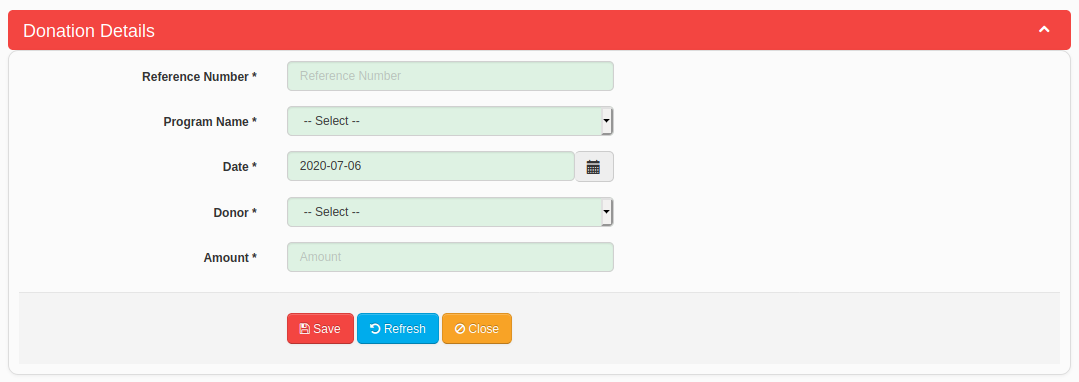 Donation Details
Reference Number * Reference Number
Program Name * -- Select --
Date * 2020-07-06
Donor * -- Select --
Amount * Amount
Save Refresh Close